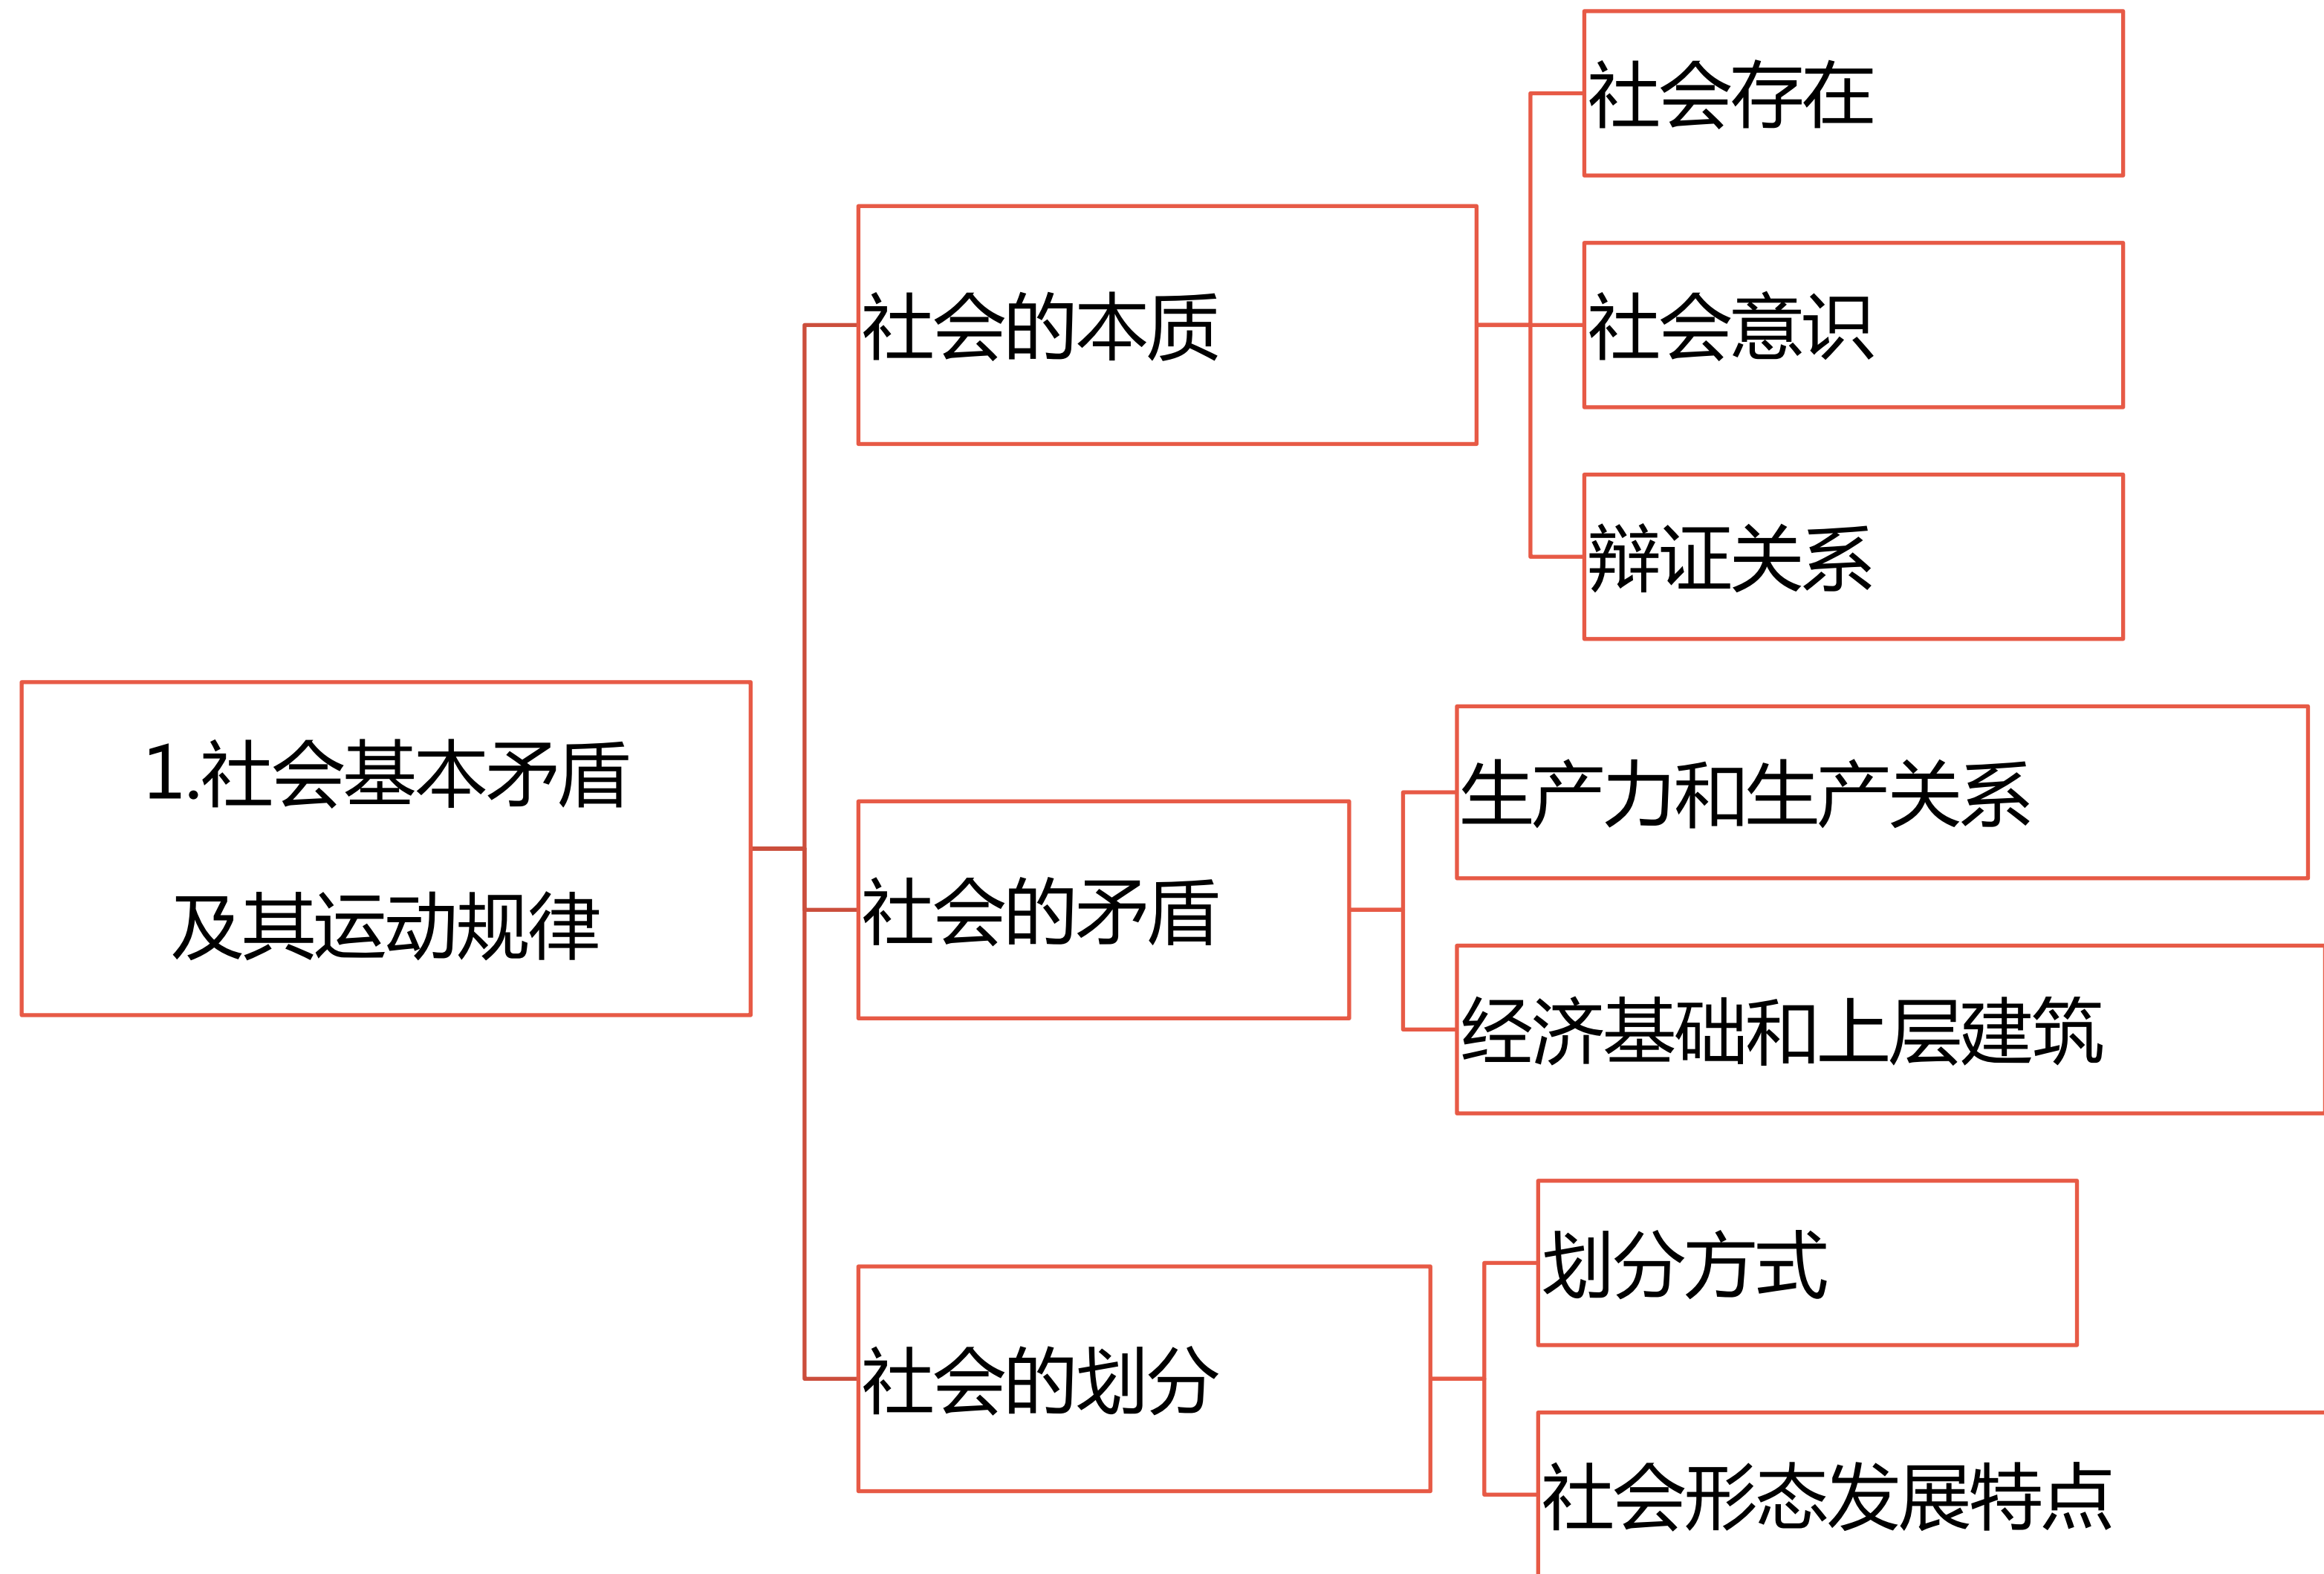 1.社会基本矛盾
及其运动规律
社会的本质
社会存在
社会意识
辩证关系
社会的矛盾
生产力和生产关系
经济基础和上层建筑
社会的划分
划分方式
社会形态发展特点